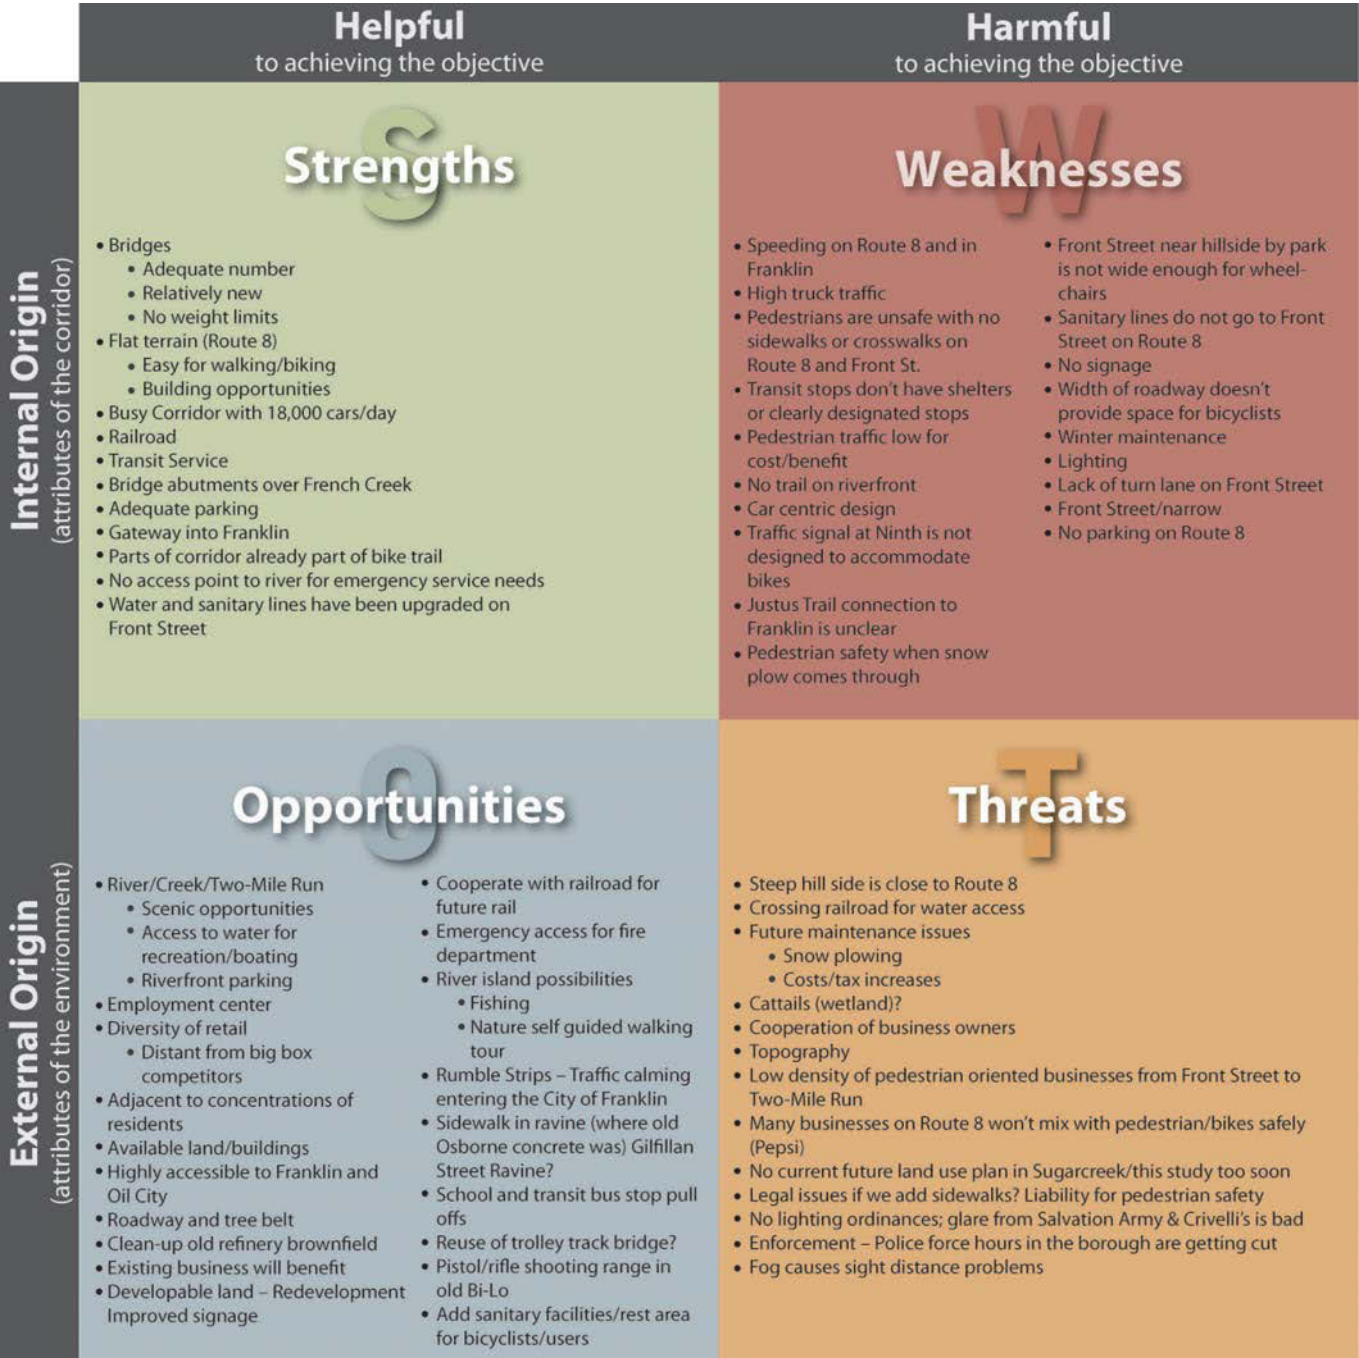 Helpful
to achieving the objective
Harmful
to achieving the objective
Internal Origin
(attributes of the corridor)
S
Strengths
• Bridges
• Adequate number
• Relatively new
• No weight limits
• Flat terrain (Route 8)
• Easy for walking/biking
• Building opportunities
• Busy Corridor with 18,000 cars/day
• Railroad
• Transit Service
• Bridge abutments over French Creek
• Adequate parking
• Gateway into Franklin
• Parts of corridor already part of bike trail
• No access point to river for emergency service needs
• Water and sanitary lines have been upgraded on
Front Street
W
Weaknesses
• Speeding on Route 8 and in
Franklin
• High truck traffic
• Pedestrians are unsafe with no
sidewalks or crosswalks on
Route 8 and Front St.
• Transit stops don't have shelters
or clearly designated stops
• Pedestrian traffic low for
cost/benefit
• No trail on riverfront
• Car centric design
• Traffic signal at Ninth is not
designed to accommodate
bikes
• Justus Trail connection to
Franklin is unclear
• Pedestrian safety when snow
plow comes through
• Front Street near hillside by park
is not wide enough for wheel-
chairs
• Sanitary lines do not go to Front
Street on Route 8
• No signage
• Width of roadway doesn't
provide space for bicyclists
• Winter maintenance
• Lighting
• Lack of turn lane on Front Street
• Front Street/narrow
• No parking on Route 8
External Origin
(attributes of the environment)
O
Opportunities
• River/Creek/Two-Mile Run
• Scenic opportunities
• Access to water for
recreation/boating
• Riverfront parking
• Employment center
• Diversity of retail
• Distant from big box
competitors
• Adjacent to concentrations of
residents
• Available land/buildings
• Highly accessible to Franklin and
Oil City
• Roadway and tree belt
• Clean-up old refinery brownfield
• Existing business will benefit
• Developable land – Redevelopment
Improved signage
• Cooperate with railroad for
future rail
• Emergency access for fire
department
• River island possibilities
• Fishing
• Nature self guided walking
tour
• Rumble Strips – Traffic calming
entering the City of Franklin
• Sidewalk in ravine (where old
Osborne concrete was) Gilfillan
Street Ravine?
• School and transit bus stop pull
offs
• Reuse of trolley track bridge?
• Pistol/rifle shooting range in
old Bi-Lo
• Add sanitary facilities/rest area
for bicyclists/users
T
Threats
• Steep hill side is close to Route 8
• Crossing railroad for water access
• Future maintenance issues
• Snow plowing
• Costs/tax increases
• Cattails (wetland)?
• Cooperation of business owners
• Topography
• Low density of pedestrian oriented businesses from Front Street to
Two-Mile Run
• Many businesses on Route 8 won't mix with pedestrian/bikes safely
(Pepsi)
• No current future land use plan in Sugarcreek/this study too soon
• Legal issues if we add sidewalks? Liability for pedestrian safety
• No lighting ordinances; glare from Salvation Army & Crivelli's is bad
• Enforcement – Police force hours in the borough are getting cut
• Fog causes sight distance problems